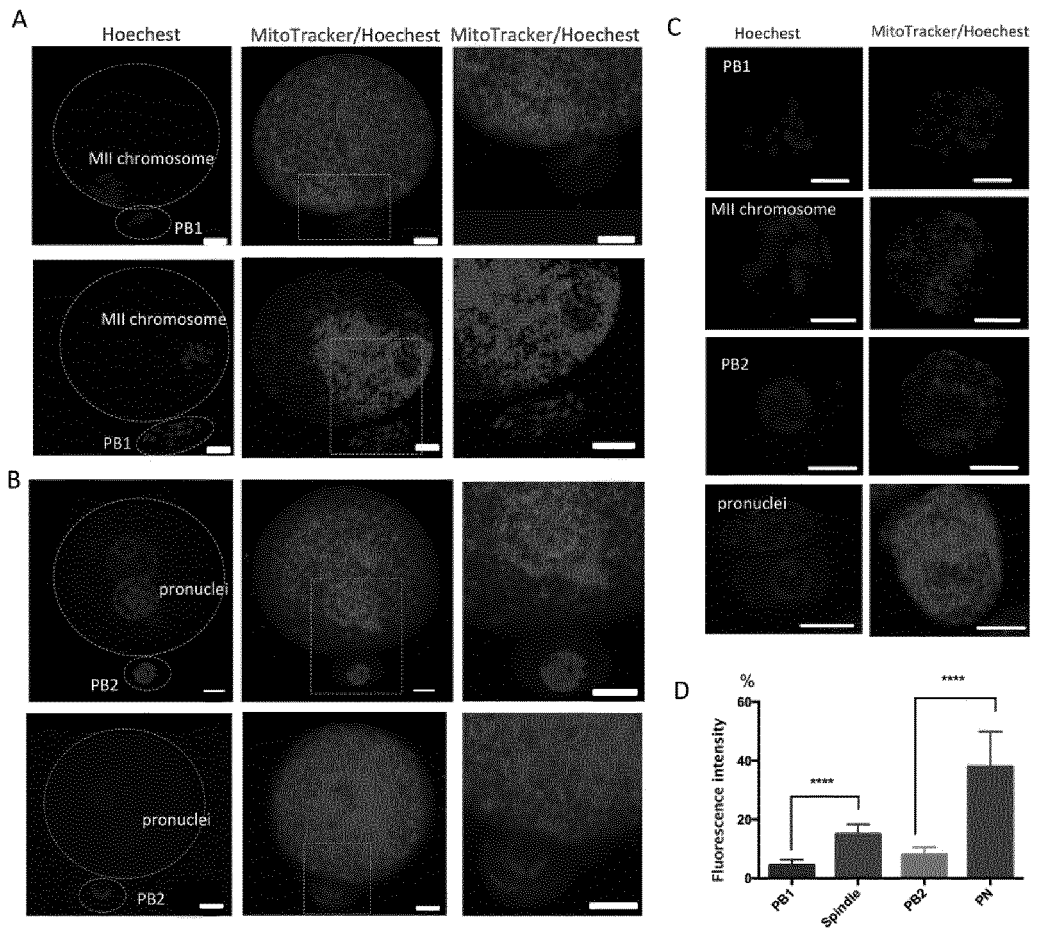 A
Hoechest
MitoTracker/Hoechest
MitoTracker/Hoechest
MII chromosome
PB1
MII chromosome
PB1
B
pronuclei
PB2
pronuclei
PB2
C
Hoechest
MitoTracker/Hoechest
PB1
MII chromosome
PB2
pronuclei
D
%
Fluorescence intensity
60
40
20
0
****
****
PB1
Spindle
PB2
PN